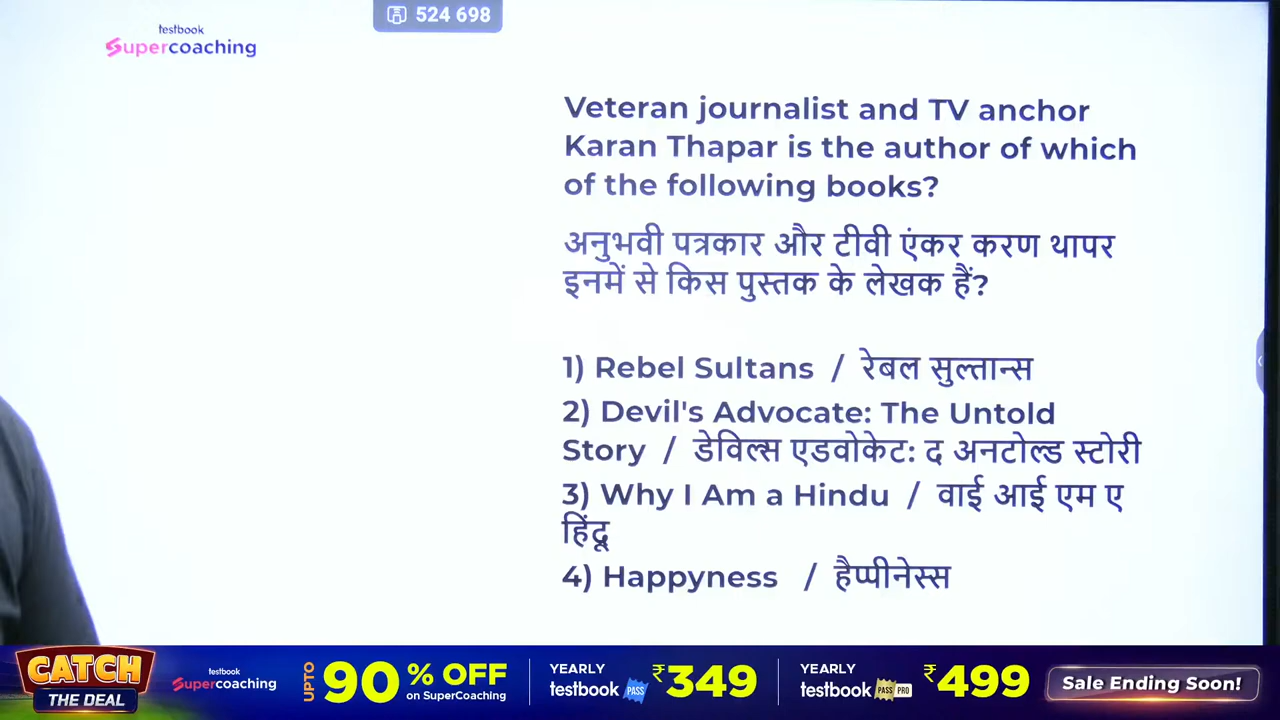 testbook
Supercoaching
524 698
Veteran journalist and TV anchor
Karan Thapar is the author of which
of the following books?
अनुभवी पत्रकार और टीवी एंकर करण थापर
इनमें से किस पुस्तक के लेखक हैं?
1) Rebel Sultans / रेबल सुल्तान्स
2) Devil's Advocate: The Untold
Story / डेविल्स एडवोकेट: द अनटोल्ड स्टोरी
3) Why I Am a Hindu / वाई आई एम ए
हिंदू
4) Happyness / हैप्पीनेस्स
CATCH
THE DEAL
testbook
Supercoaching
UPTO
90% OFF
on SuperCoaching
YEARLY
testbook PASS
₹349
YEARLY
testbook PASS PRO
₹499
Sale Ending Soon!